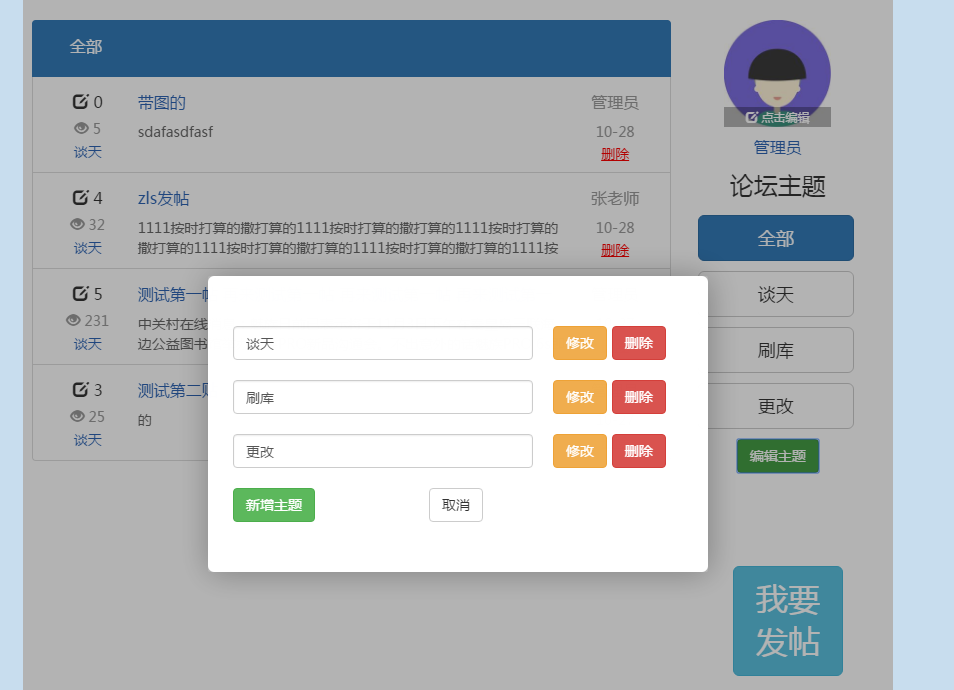 全部
0
带图的
管理员
5
sdafasdfasf
10-28
谈天
删除
4
zls发帖
张老师
32
1111按时打算的撒打算的1111按时打算的撒打算的1111按时打算的
10-28
谈天
撒打算的1111按时打算的撒打算的1111按时打算的撒打算的1111按
删除
5
测试第一
231
中关村在线
谈天
边公益图书
3
测试第二
25
的
谈天
谈天
修改
删除
刷库
修改
删除
更改
修改
删除
新增主题
取消
点击编辑
管理员
论坛主题
全部
谈天
刷库
更改
编辑主题
我要
发帖